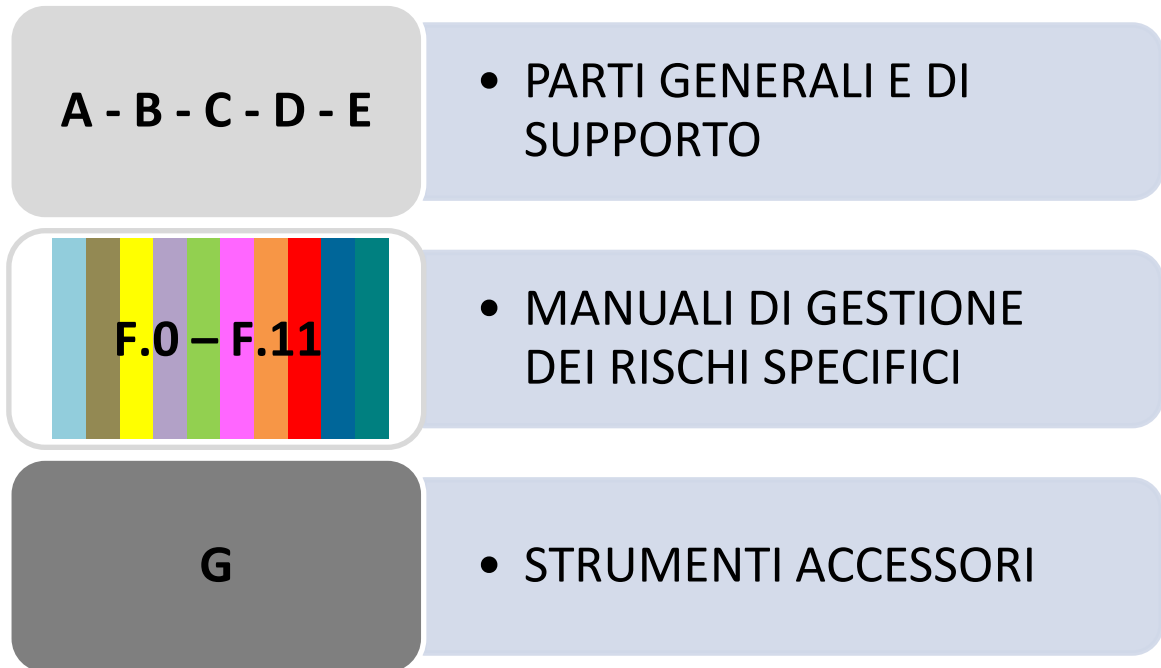 A - B - C - D - E
• PARTI GENERALI E DI
SUPPORTO
F.0 – F.11
• MANUALI DI GESTIONE
DEI RISCHI SPECIFICI
G
• STRUMENTI ACCESSORI